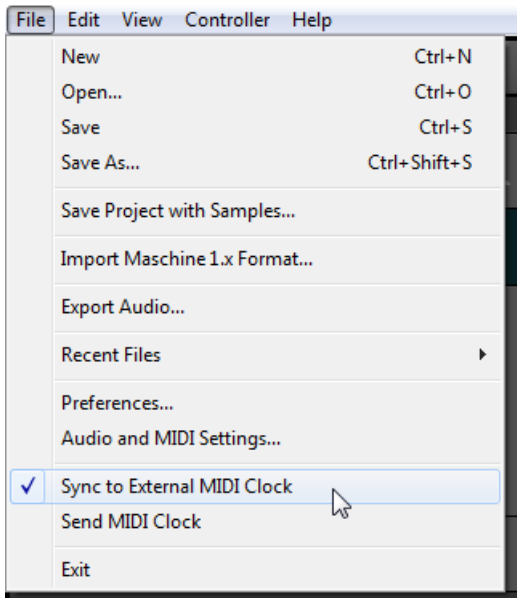 File Edit View Controller Help
New Ctrl+N
Open... Ctrl+O
Save Ctrl+S
Save As... Ctrl+Shift+S
Save Project with Samples...
Import Maschine 1.x Format...
Export Audio...
Recent Files
Preferences...
Audio and MIDI Settings...
Sync to External MIDI Clock
Send MIDI Clock
Exit